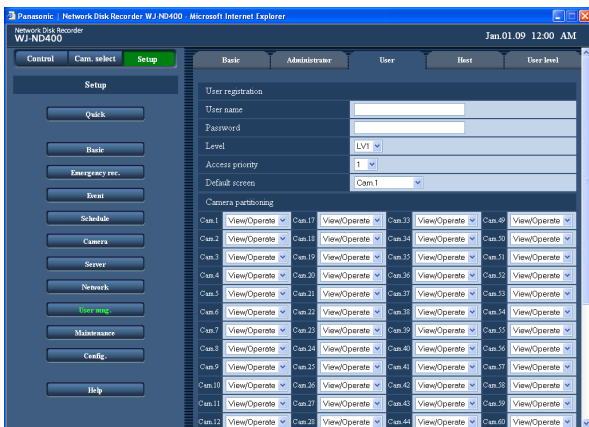 Panasonic | Network Disk Recorder WJ-ND400 - Microsoft Internet Explorer
Network Disk Recorder
WJ-ND400
Jan.01.09 12:00 AM
Control Cam. select Setup
Basic Administrator User Host User level
Setup
Quick
Basic
Emergency rec.
Event
Schedule
Camera
Server
Network
User mng.
Maintenance
Config.
Help
User registration
User name
Password
Level LV1
Access priority 1
Default screen Cam.1
Camera partitioning
Cam.1 View/Operate Cam.17 View/Operate Cam.33 View/Operate Cam.49 View/Operate
Cam.2 View/Operate Cam.18 View/Operate Cam.34 View/Operate Cam.50 View/Operate
Cam.3 View/Operate Cam.19 View/Operate Cam.35 View/Operate Cam.51 View/Operate
Cam.4 View/Operate Cam.20 View/Operate Cam.36 View/Operate Cam.52 View/Operate
Cam.5 View/Operate Cam.21 View/Operate Cam.37 View/Operate Cam.53 View/Operate
Cam.6 View/Operate Cam.22 View/Operate Cam.38 View/Operate Cam.54 View/Operate
Cam.7 View/Operate Cam.23 View/Operate Cam.39 View/Operate Cam.55 View/Operate
Cam.8 View/Operate Cam.24 View/Operate Cam.40 View/Operate Cam.56 View/Operate
Cam.9 View/Operate Cam.25 View/Operate Cam.41 View/Operate Cam.57 View/Operate
Cam.10 View/Operate Cam.26 View/Operate Cam.42 View/Operate Cam.58 View/Operate
Cam.11 View/Operate Cam.27 View/Operate Cam.43 View/Operate Cam.59 View/Operate
Cam.12 View/Operate Cam.28 View/Operate Cam.44 View/Operate Cam.60 View/Operate